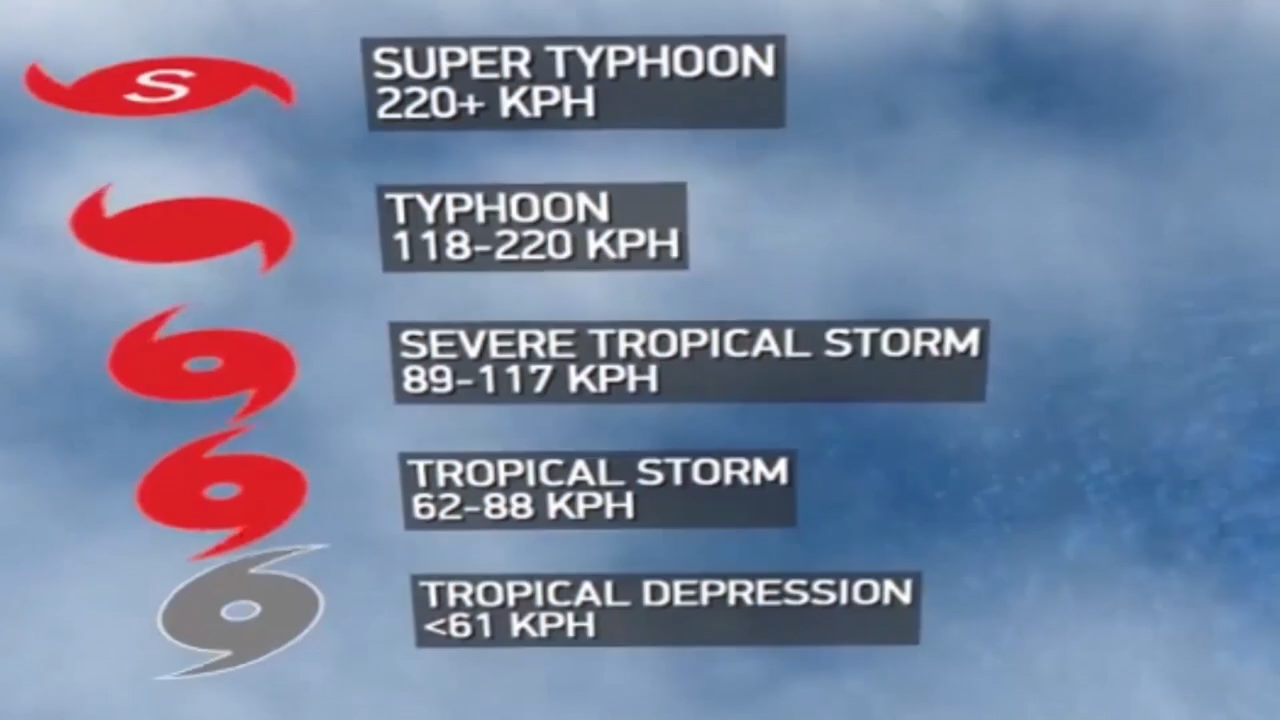 S
SUPER TYPHOON
220+ KPH
TYPHOON
118-220 KPH
SEVERE TROPICAL STORM
89-117 KPH
TROPICAL STORM
62-88 KPH
TROPICAL DEPRESSION
<61 KPH